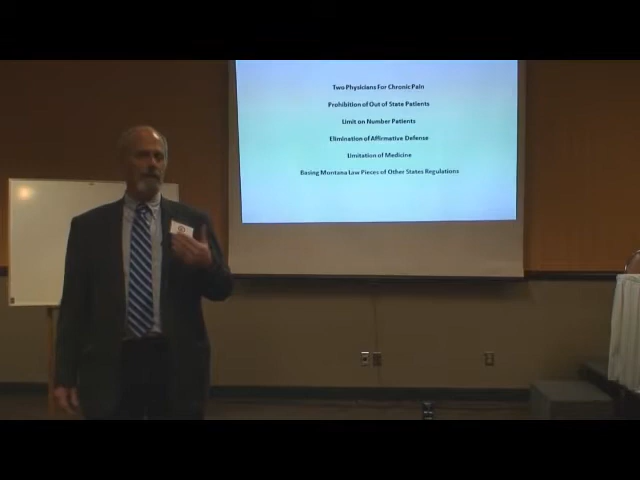 Two Physicians For Chronic Pain
Prohibition of Out of State Patients
Limit on Number Patients
Elimination of Affirmative Defense
Limitation of Medicine
Basing Montana Law Pieces of Other States Regulations